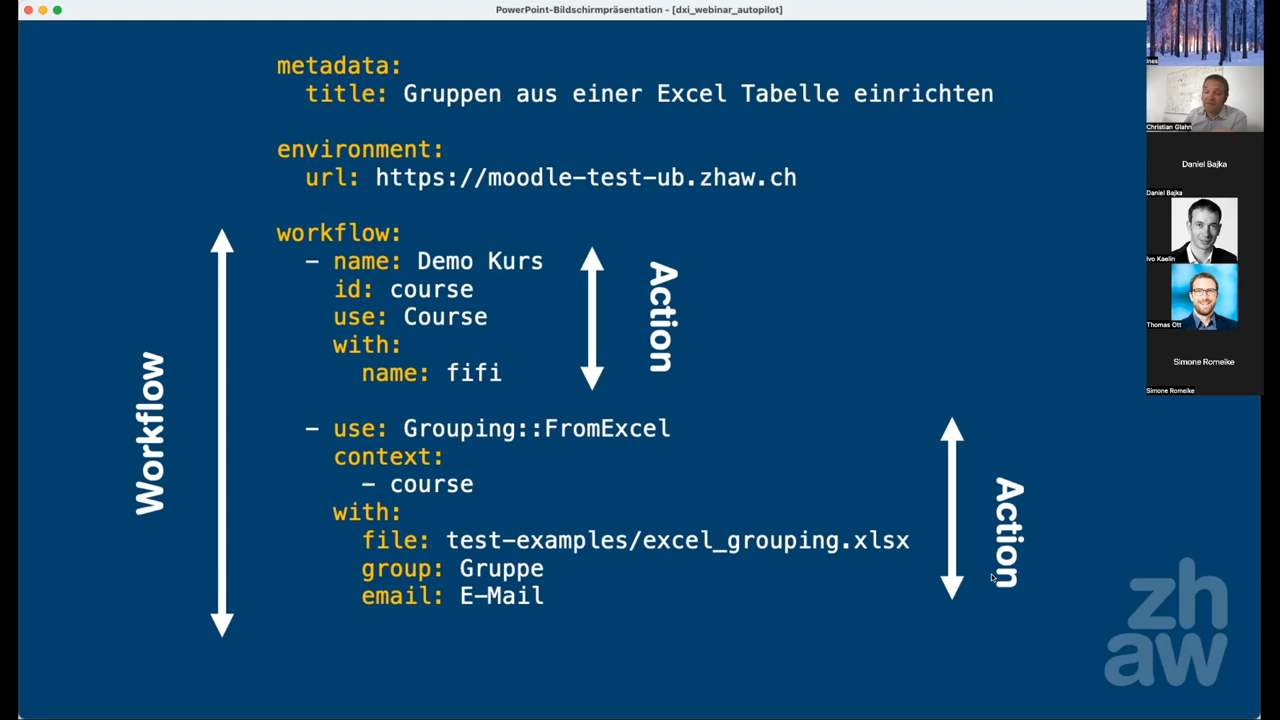 PowerPoint-Bildschirmpräsentation - [dxi_webinar_autopilot]
metadata:
title: Gruppen aus einer Excel Tabelle einrichten
environment:
url: https://moodle-test-ub.zhaw.ch
workflow:
- name: Demo Kurs
id: course
use: Course
with:
name: fifi
- use: Grouping::FromExcel
context:
- course
with:
file: test-examples/excel_grouping.xlsx
group: Gruppe
email: E-Mail
Workflow
Action
Action
zh
aw
Ines
Christian Glahn
Daniel Bajka
Daniel Bajka
Ivo Kaelin
Thomas Ott
Simone Romeike
Simone Romeike